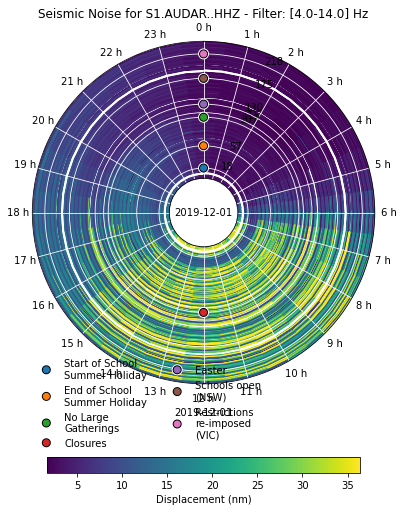 Seismic Noise for S1.AUDAR..HHZ - Filter: [4.0-14.0] Hz
0 h
1 h
2 h
3 h
4 h
5 h
6 h
7 h
8 h
9 h
10 h
11 h
12 h
14 h
15 h
16 h
17 h
18 h
19 h
20 h
21 h
22 h
23 h
2019-12-01
2019-12-01
Start of School
Summer Holiday
End of School
Summer Holiday
No Large
Gatherings
Closures
Easter
Schools open
(NSW)
Restrictions
re-imposed
(VIC)
5
10
15
20
25
30
35
Displacement (nm)